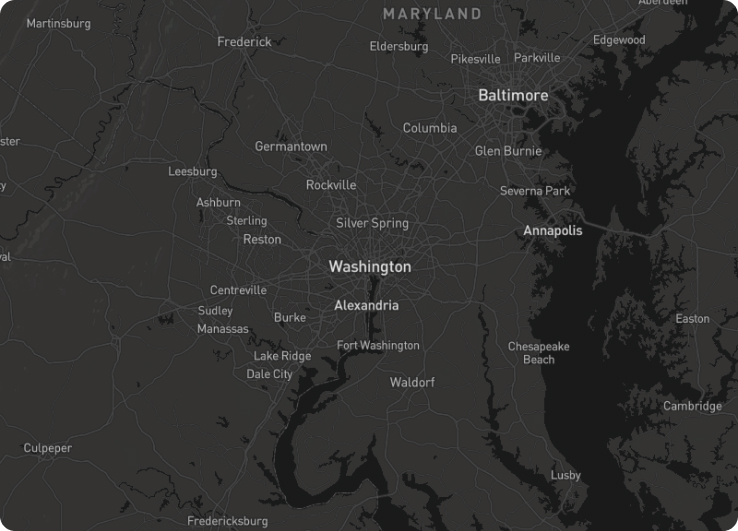 MARYLAND
Aberdeen
Martinsburg
Frederick
Eldersburg
Edgewood
Pikesville
Parkville
Baltimore
Columbia
ster
Germantown
Glen Burnie
Leesburg
Rockville
y
Severna Park
Ashburn
Sterling
Silver Spring
Annapolis
Reston
val
Washington
Centreville
Alexandria
Sudley
Burke
Easton
Manassas
Fort Washington
Chesapeake
Beach
Lake Ridge
Dale City
Waldorf
Cambridge
Culpeper
Lusby
Fredericksburg